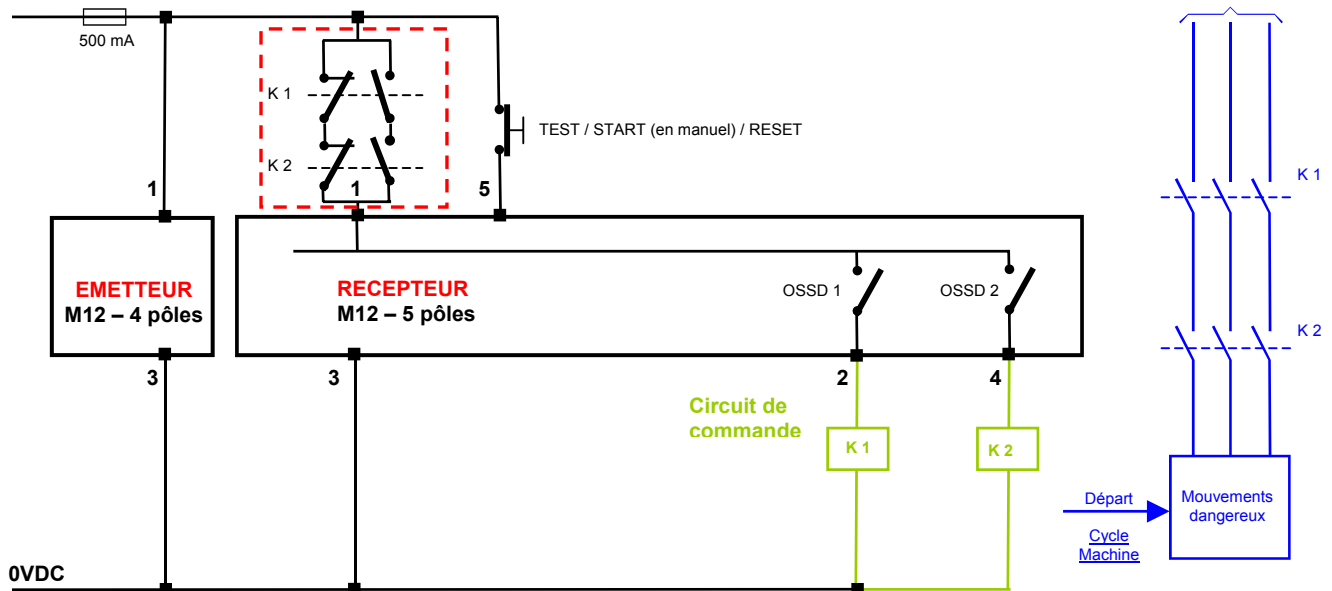 500 mA
K 1
K 2
TEST / START (en manuel) / RESET
1
1
5
EMETTEUR
M12 – 4 pôles
RECEPTEUR
M12 – 5 pôles
OSSD 1
OSSD 2
3
3
2
4
Circuit de
commande
K 1
K 2
0VDC
K 1
K 2
Départ
Cycle
Machine
Mouvements
dangereux